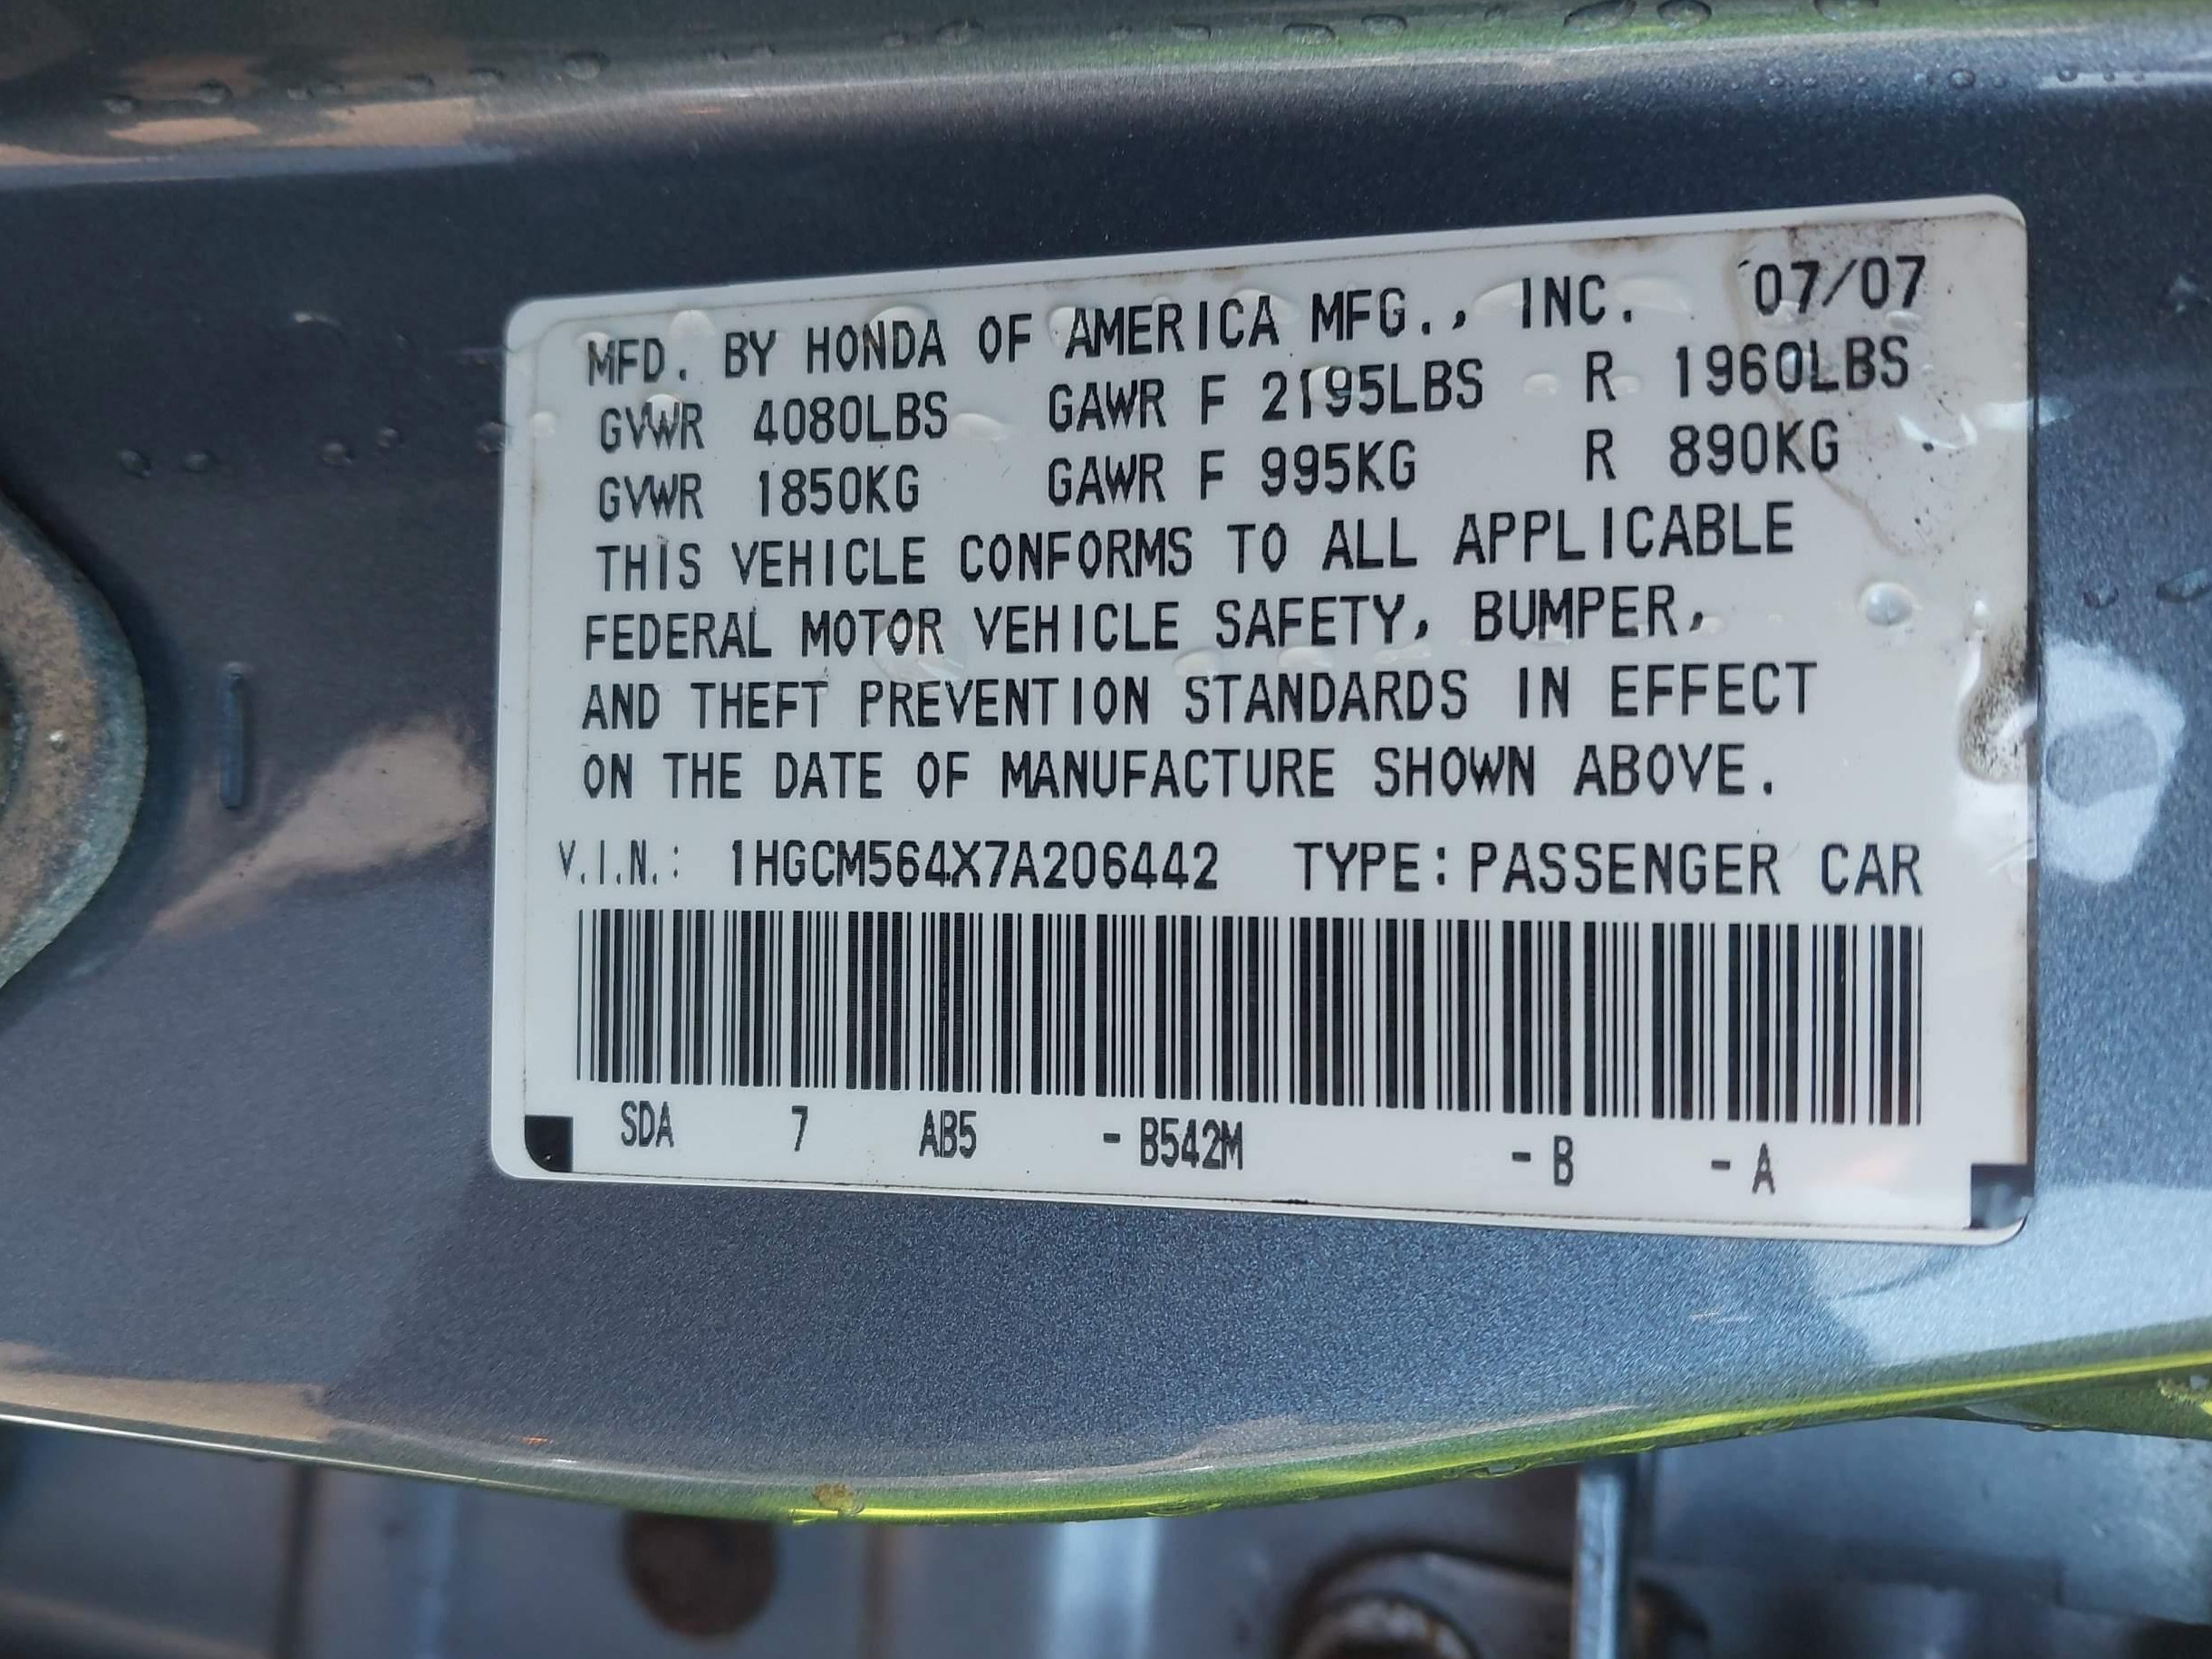 MFD. BY HONDA OF AMERICA MFG., INC. 07/07
GVWR 4080LBS GAWR F 2195LBS R 1960LBS
GVWR 1850KG GAWR F 995KG R 890KG
THIS VEHICLE CONFORMS TO ALL APPLICABLE
FEDERAL MOTOR VEHICLE SAFETY, BUMPER,
AND THEFT PREVENTION STANDARDS IN EFFECT
ON THE DATE OF MANUFACTURE SHOWN ABOVE.
V.I.N.: 1HGCM564X7A206442 TYPE:PASSENGER CAR
SDA 7 AB5 - B542M - B - A